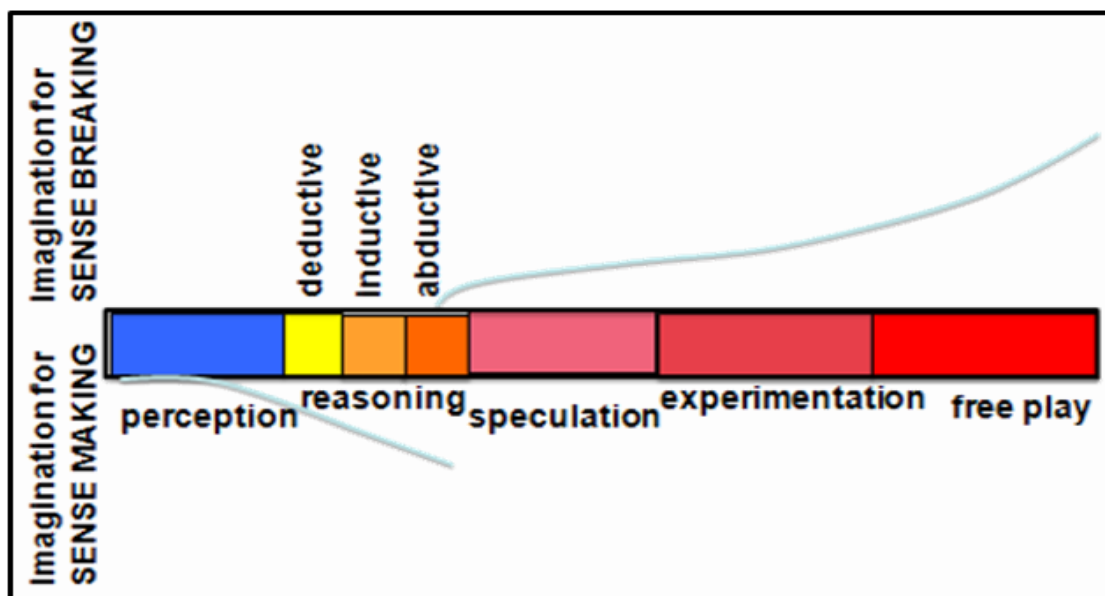 Imagination for
SENSE BREAKING
deductive
Inductive
abductive
Imagination for
SENSE MAKING
perception
reasoning
speculation
experimentation
free play